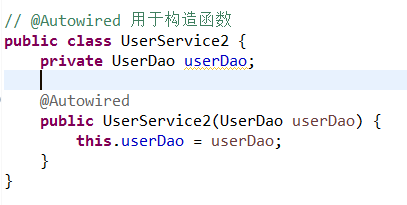 // @Autowired 用于构造函数
public class UserService2 {
    private UserDao userDao;

    @Autowired
    public UserService2(UserDao userDao) {
        this.userDao = userDao;
    }
}